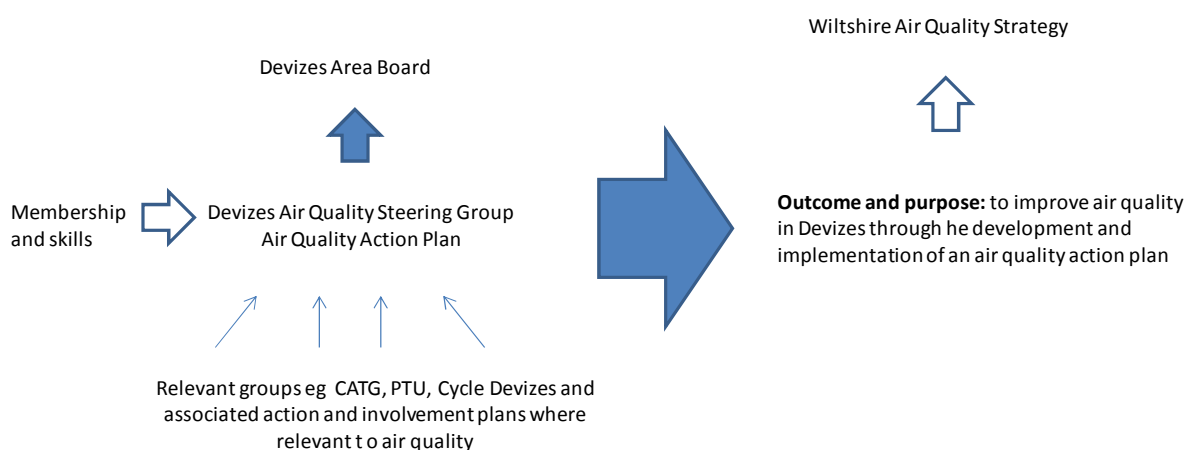 Wiltshire Air Quality Strategy
Devizes Area Board
Membership
and skills
Devizes Air Quality Steering Group
Air Quality Action Plan
Outcome and purpose: to improve air quality
in Devizes through he development and
implementation of an air quality action plan
Relevant groups eg CATG, PTU, Cycle Devizes and
associated action and involvement plans where
relevant t o air quality